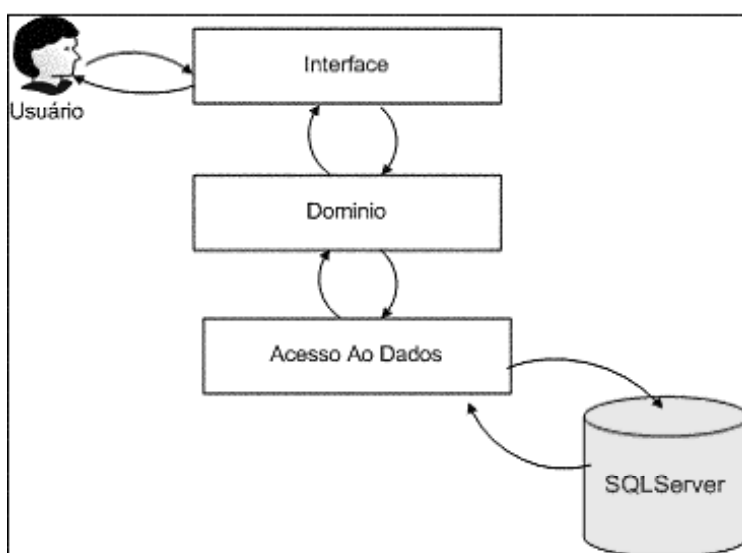 Usuário
Interface
Dominio
Acesso Ao Dados
SQLServer